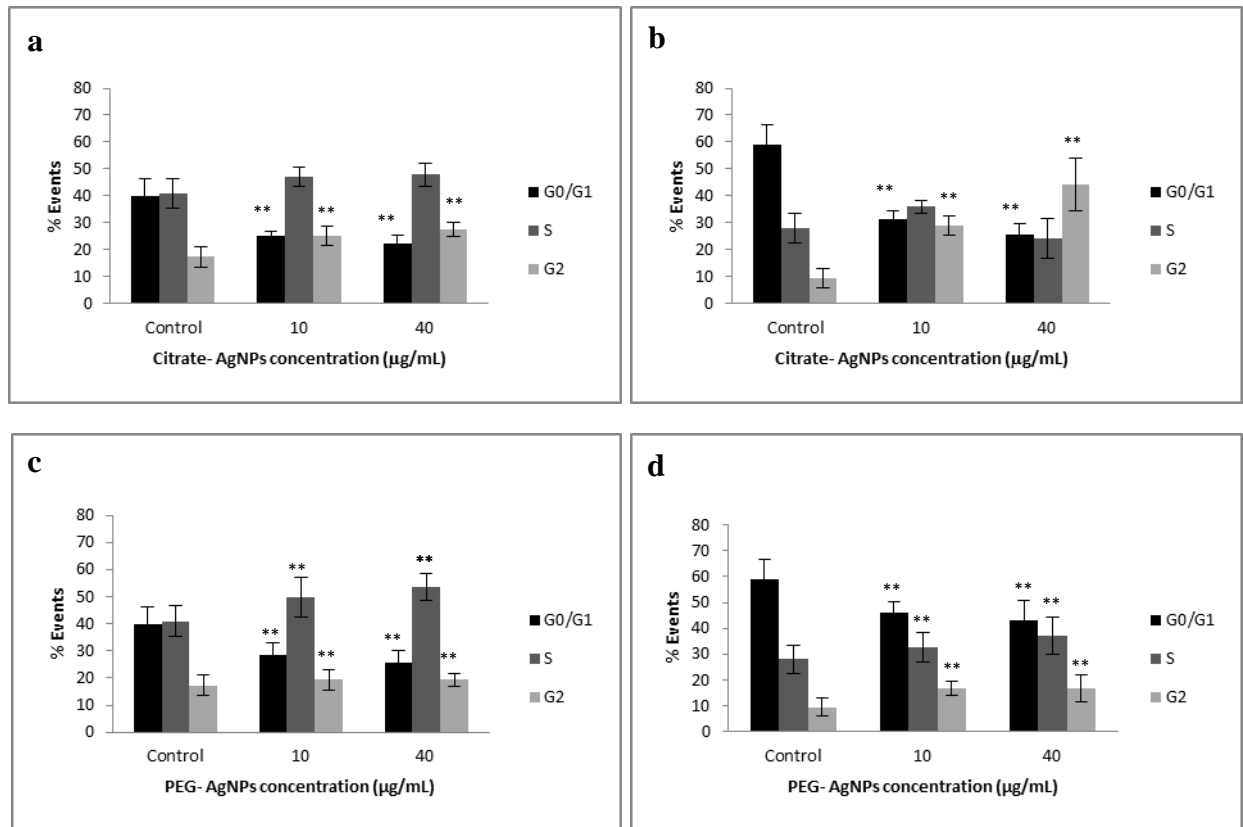 a
80
70
60
50
40
30
20
10
0
% Events
** ** ** **
Control 10 40
Citrate- AgNPs concentration (µg/mL)
G0/G1
S
G2
b
80
70
60
50
40
30
20
10
0
% Events
** ** ** **
Control 10 40
Citrate- AgNPs concentration (µg/mL)
G0/G1
S
G2
c
80
70
60
50
40
30
20
10
0
% Events
** ** ** ** ** **
Control 10 40
PEG- AgNPs concentration (µg/mL)
G0/G1
S
G2
d
80
70
60
50
40
30
20
10
0
% Events
** ** ** ** ** **
Control 10 40
PEG- AgNPs concentration (µg/mL)
G0/G1
S
G2